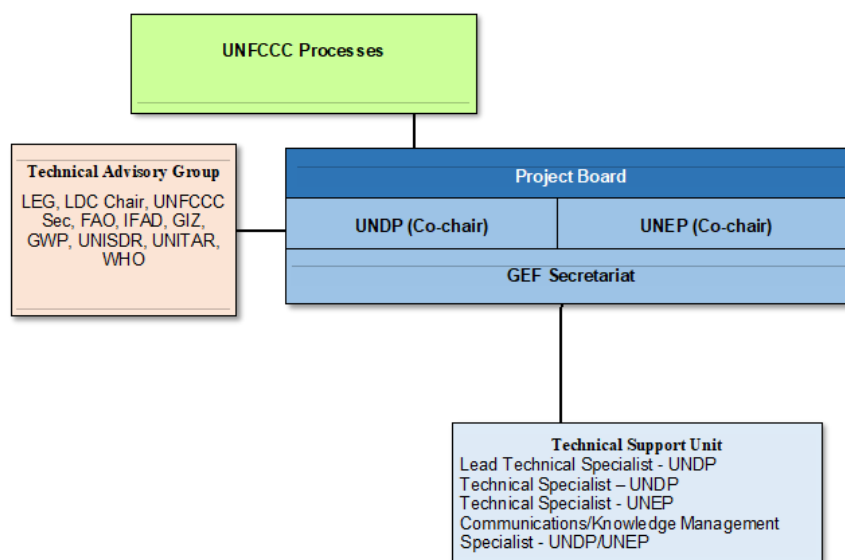 UNFCCC Processes
Technical Advisory Group
LEG, LDC Chair, UNFCCC
Sec, FAO, IFAD, GIZ,
GWP, UNISDR, UNITAR,
WHO
Project Board
UNDP (Co-chair)
UNEP (Co-chair)
GEF Secretariat
Technical Support Unit
Lead Technical Specialist - UNDP
Technical Specialist – UNDP
Technical Specialist - UNEP
Communications/Knowledge Management
Specialist - UNDP/UNEP